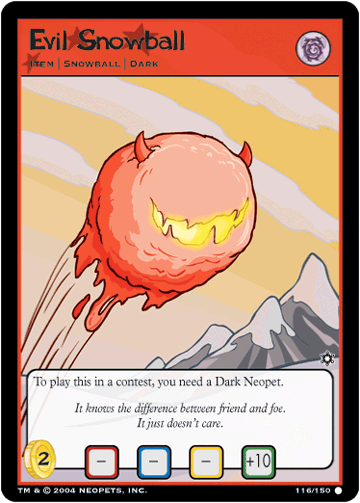 Evil Snowball
Item | Snowball | Dark
To play this in a contest, you need a Dark Neopet.
It knows the difference between friend and foe.
It just doesn't care.
2
– – – +10
TM & © 2004 NEOPETS, INC. 116/150